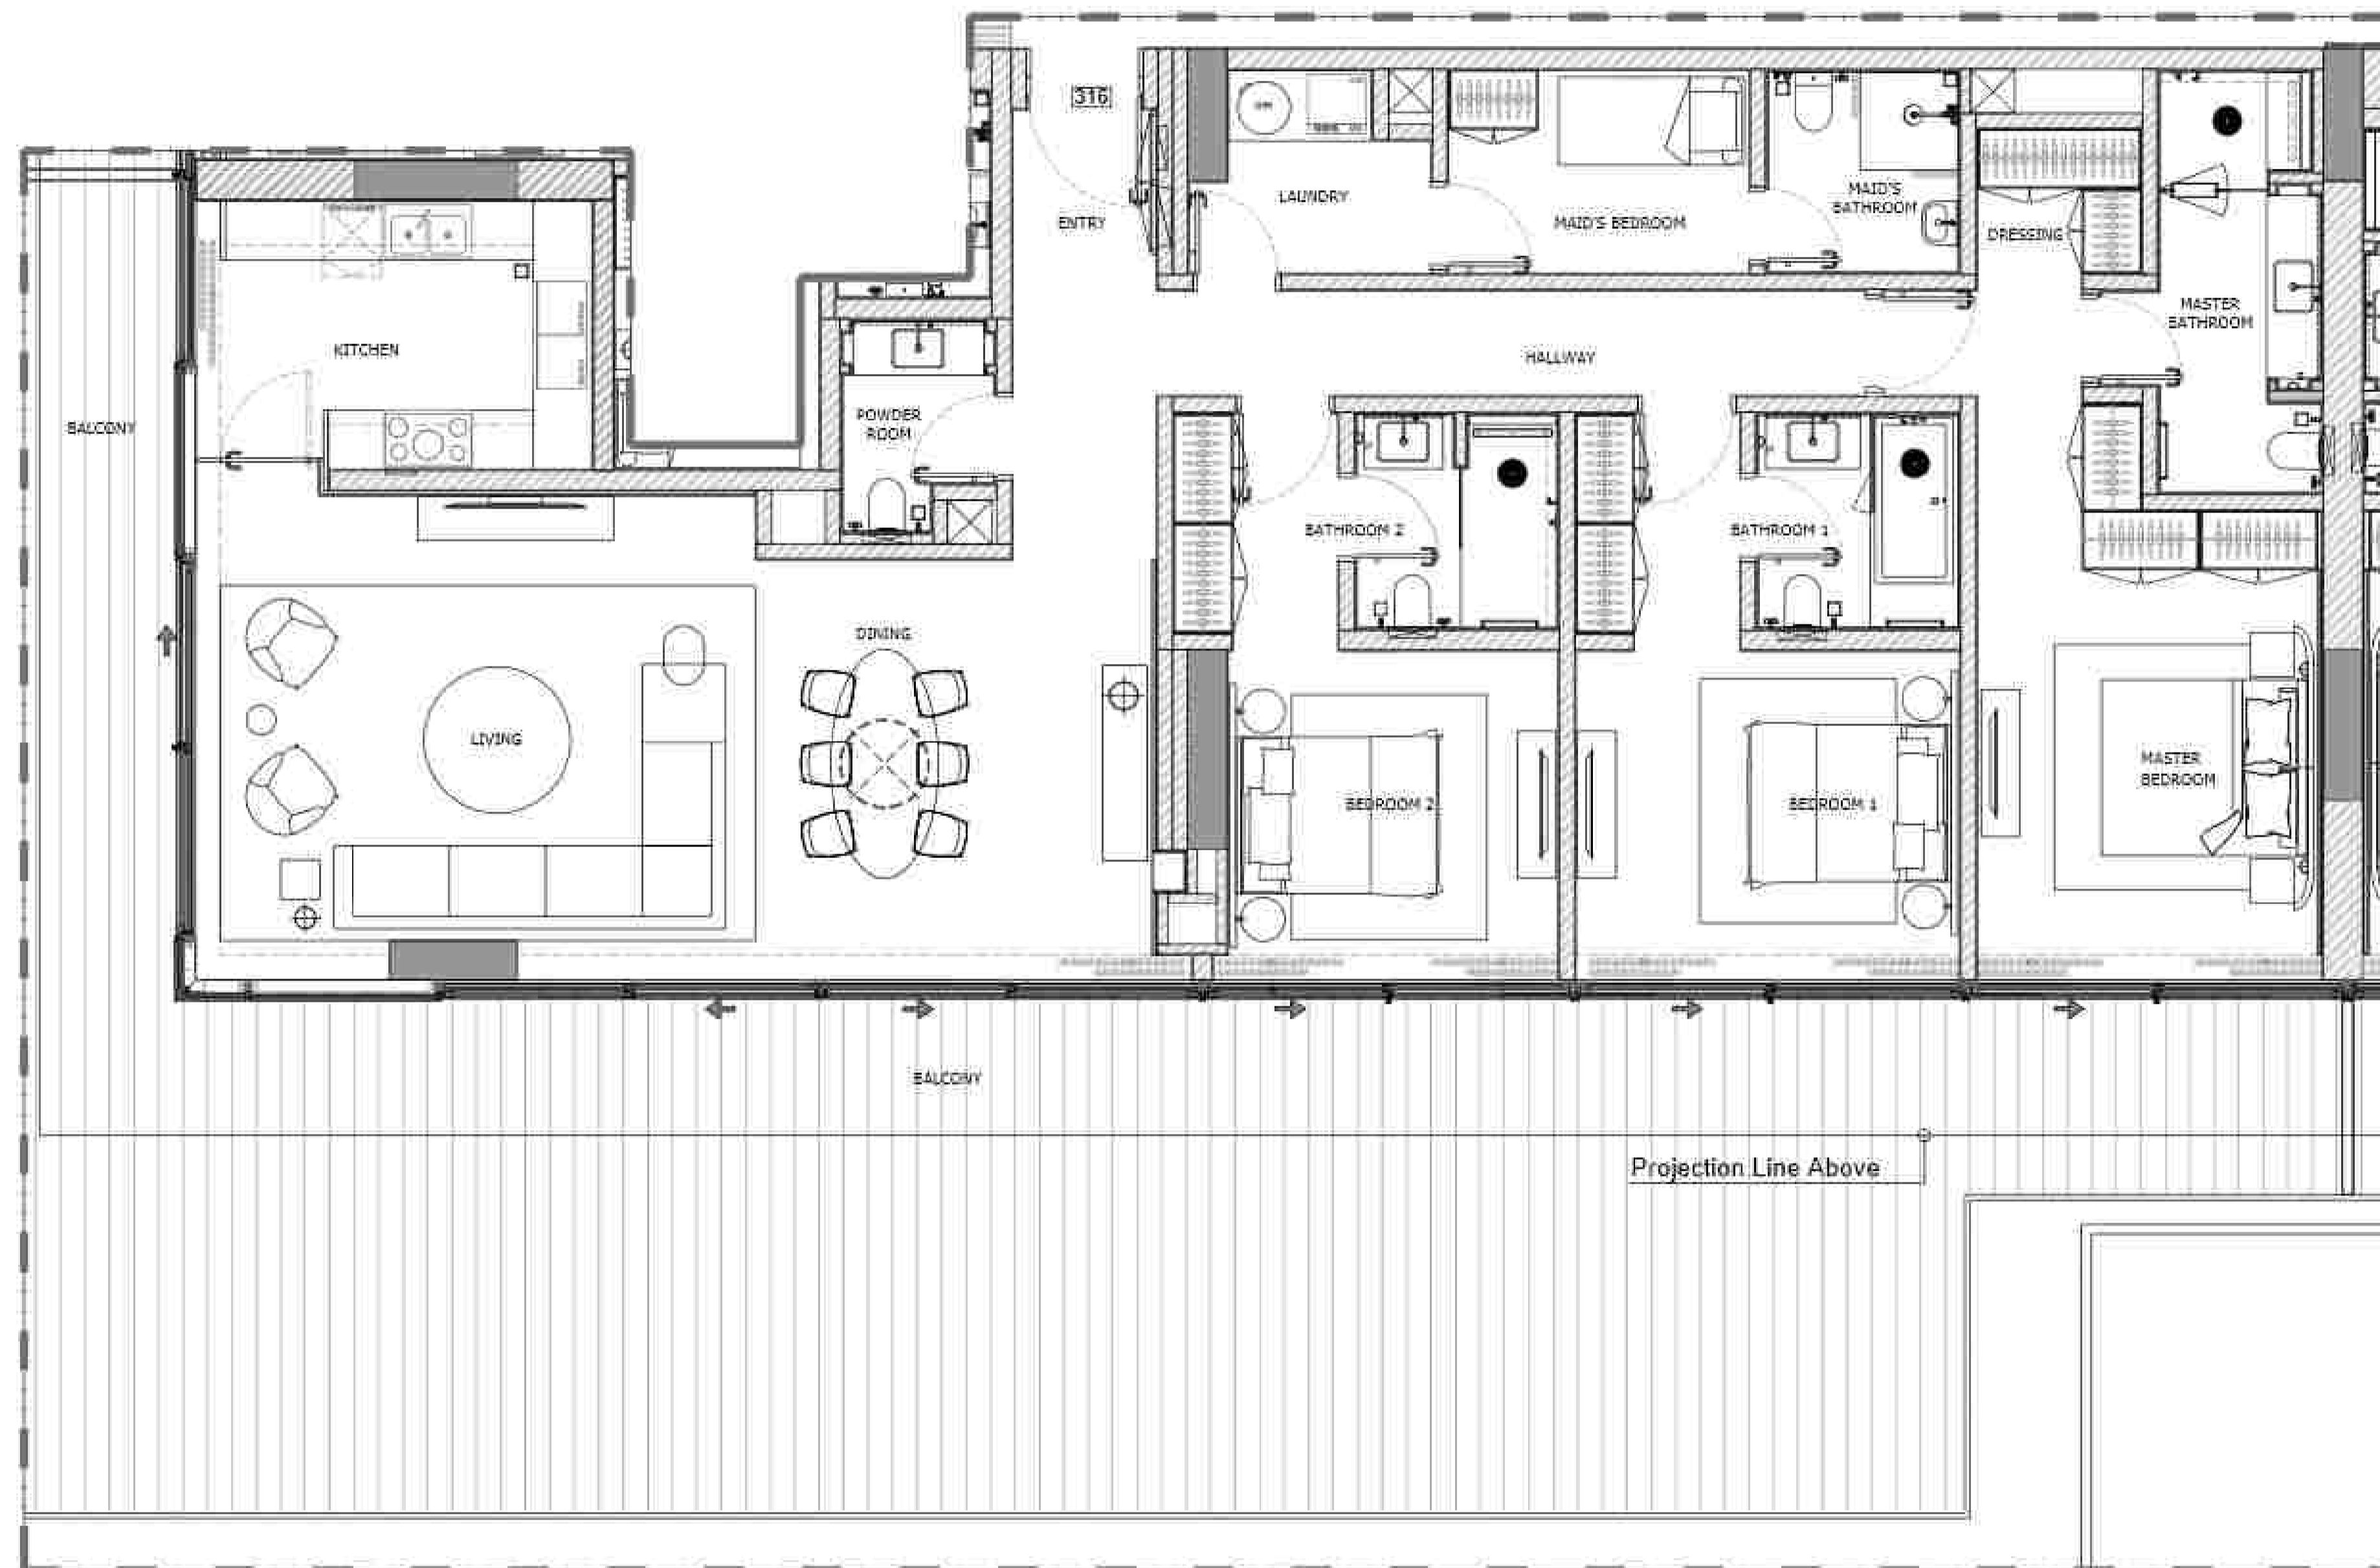 316
LAUNDRY
MAID'S
BATHROOM
ENTRY
MAID'S BEDROOM
DRESSING
MASTER
BATHROOM
KITCHEN
HALLWAY
BALCONY
POWDER
ROOM
BATHROOM 2
BATHROOM 1
DINING
LIVING
MASTER
BEDROOM
BEDROOM 2
BEDROOM 1
BALCONY
Projection Line Above